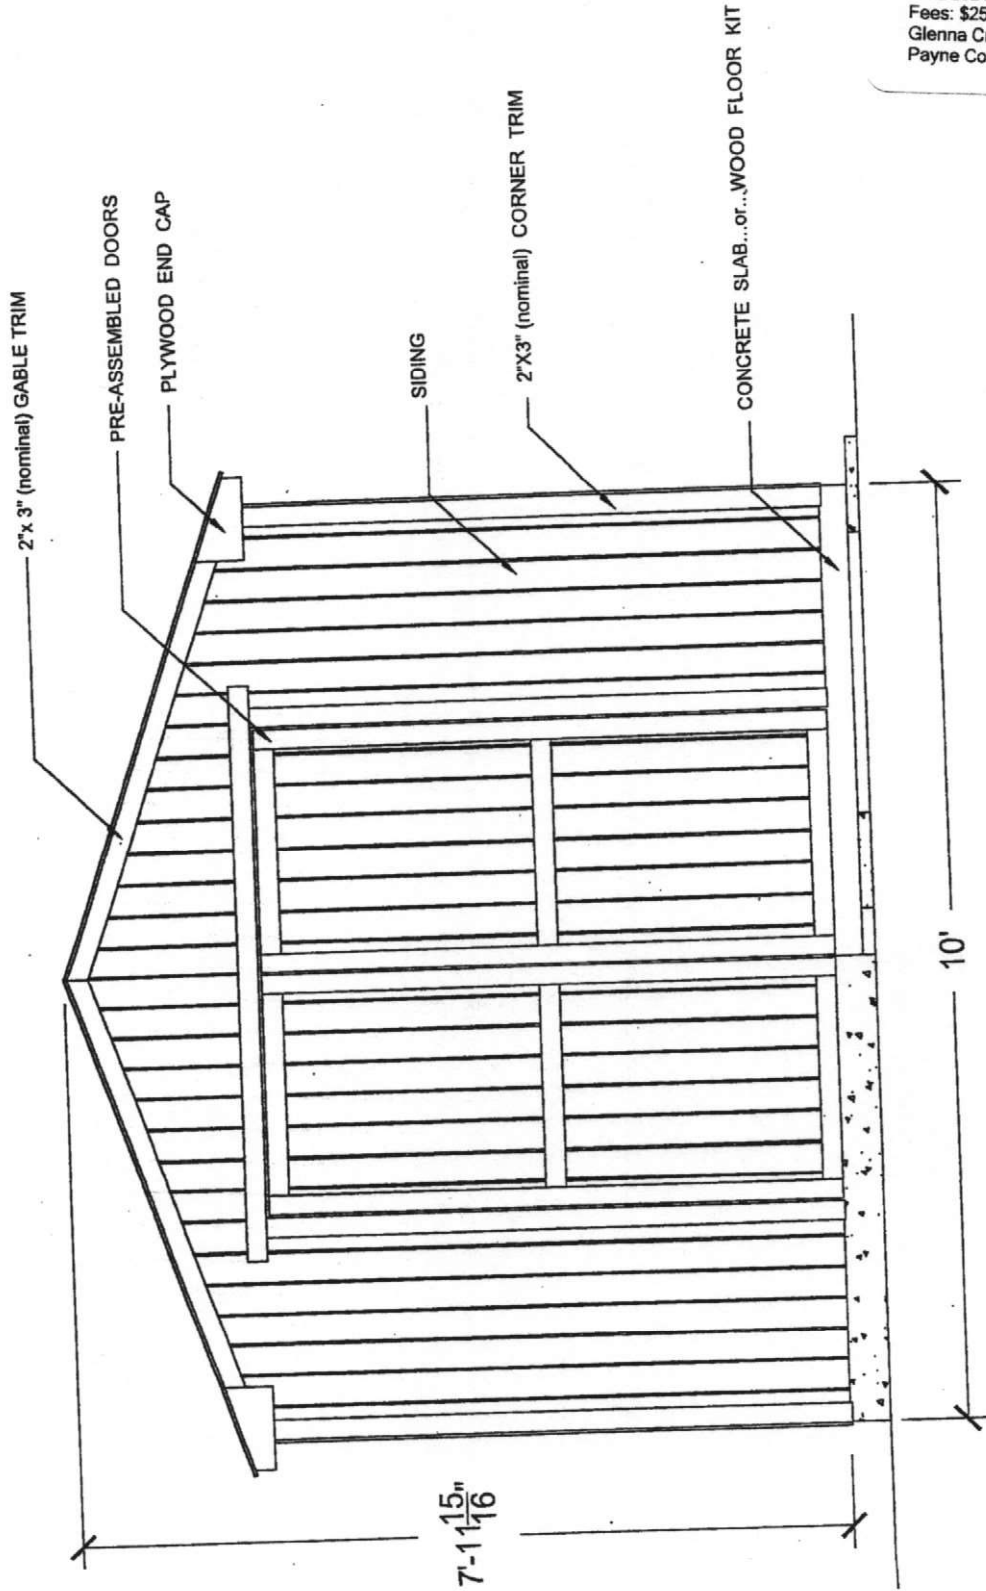 Fees: $25
Glenna C
Payne Co
2"x 3" (nominal) GABLE TRIM
PRE-ASSEMBLED DOORS
PLYWOOD END CAP
SIDING
2"X3" (nominal) CORNER TRIM
CONCRETE SLAB...or...WOOD FLOOR KIT
7'-11 15/16"
10'